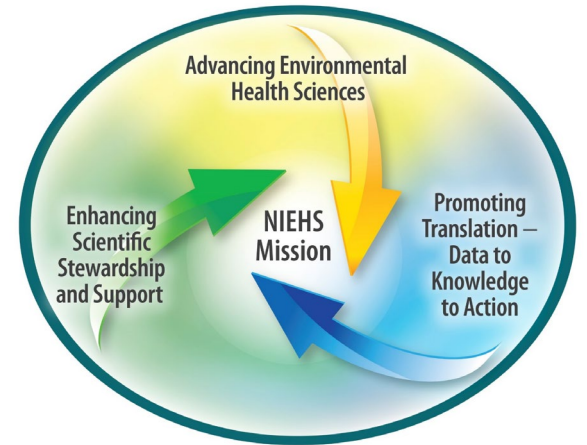 Advancing Environmental
Health Sciences
Enhancing
Scientific
Stewardship
and Support
NIEHS
Mission
Promoting
Translation –
Data to
Knowledge
to Action